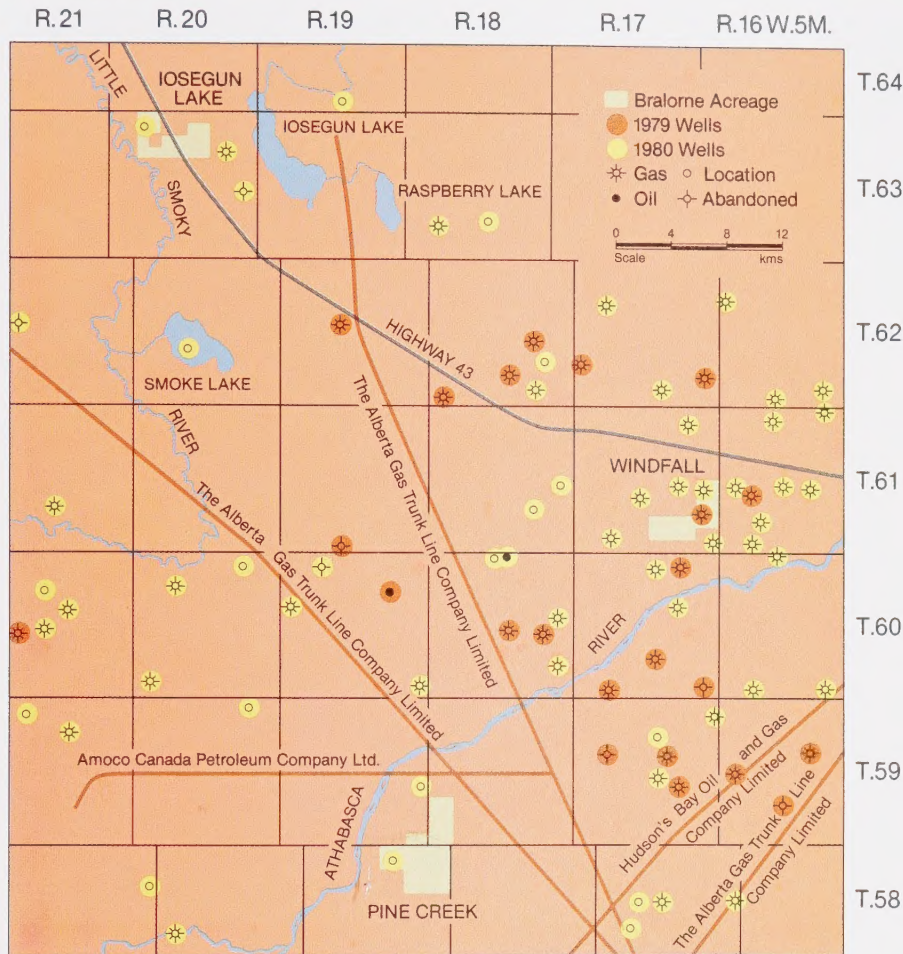 R.21 R.20 R.19 R.18 R.17 R.16 W.5M.
T.64
LITTLE
IOSEGUN
LAKE
IOSEGUN LAKE
Bralorne Acreage
1979 Wells
1980 Wells
Gas Location
Oil Abandoned
0 4 8 12
Scale kms
T.63
SMOKY
RASPBERRY LAKE
T.62
HIGHWAY 43
SMOKE LAKE
RIVER
The Alberta Gas Trunk Line Company Limited
WINDFALL
T.61
The Alberta Gas Trunk Line Company Limited
RIVER
T.60
Amoco Canada Petroleum Company Ltd.
T.59
Hudson's Bay Oil and Gas
Company Limited
The Alberta Gas Trunk Line
Company Limited
ATHABASCA
PINE CREEK
T.58